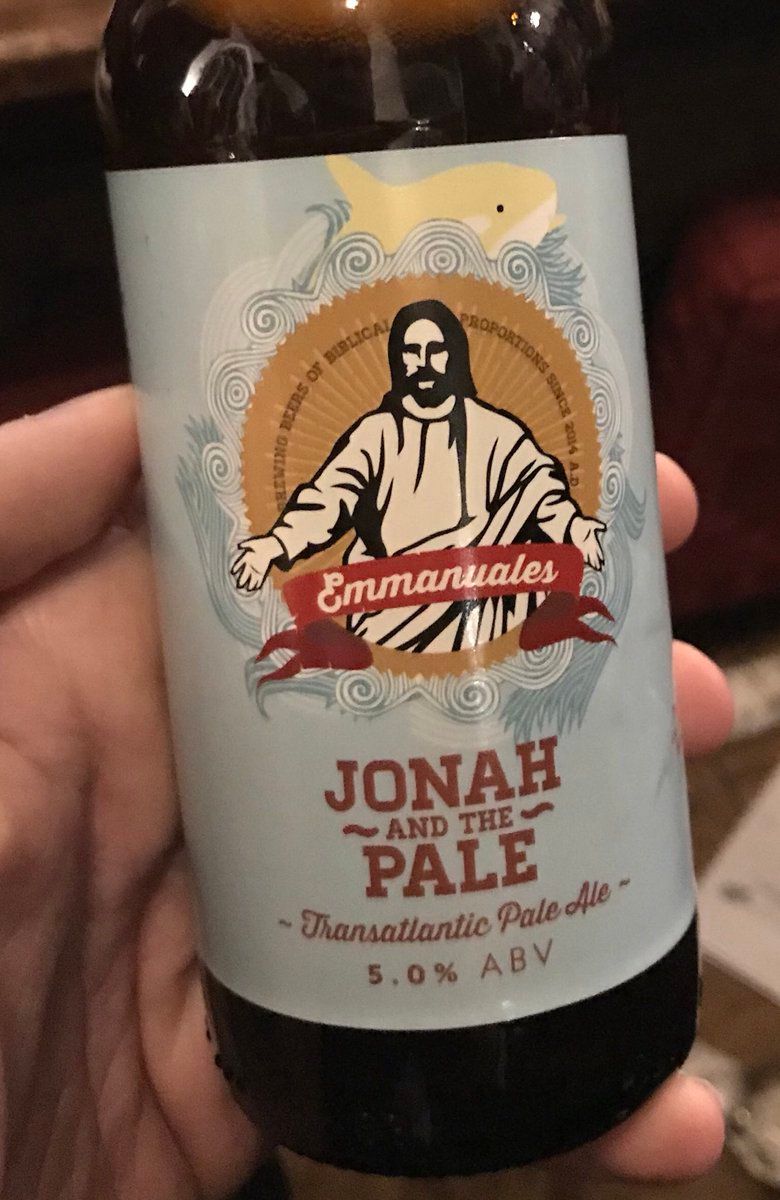 BREWING BEERS OF BIBLICAL PROPORTIONS SINCE 2014 A.D
Emmanuales
JONAH
~ AND THE ~
PALE
~ Transatlantic Pale Ale ~
5.0% ABV